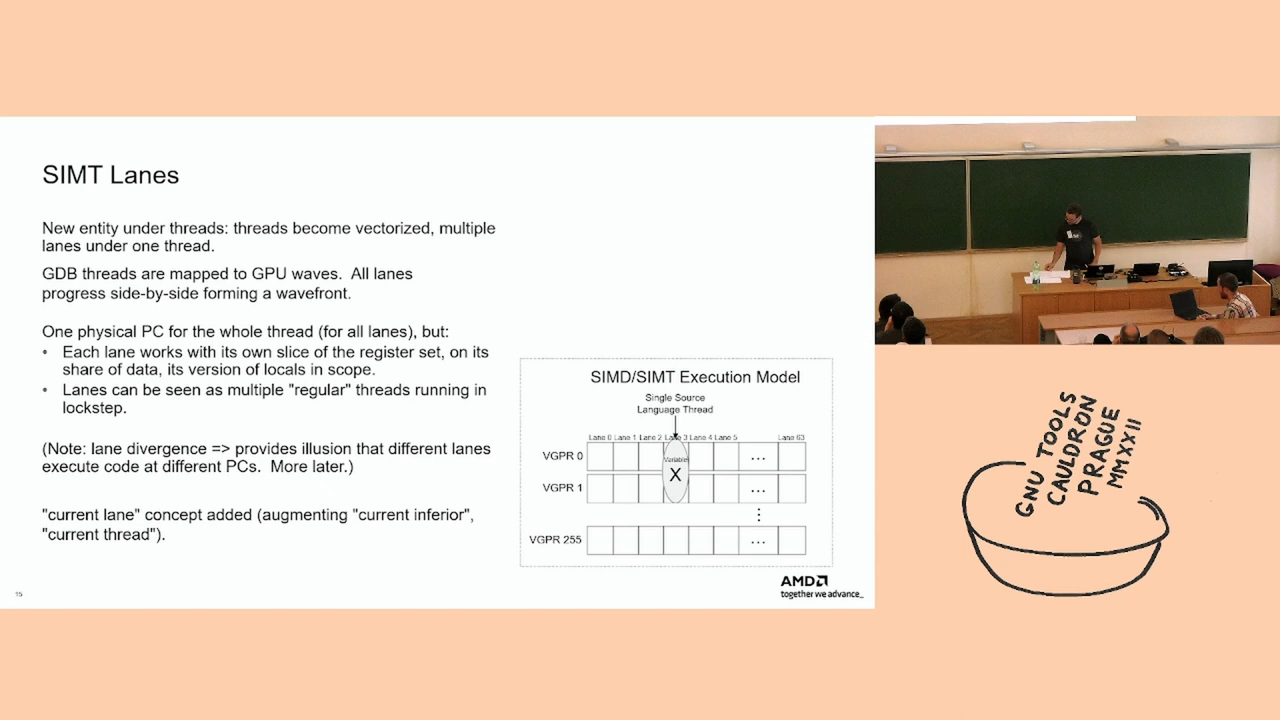 SIMT Lanes
New entity under threads: threads become vectorized, multiple
lanes under one thread.
GDB threads are mapped to GPU waves.  All lanes
progress side-by-side forming a wavefront.
One physical PC for the whole thread (for all lanes), but:
• Each lane works with its own slice of the register set, on its
share of data, its version of locals in scope.
• Lanes can be seen as multiple "regular" threads running in
lockstep.
(Note: lane divergence => provides illusion that different lanes
execute code at different PCs.  More later.)
"current lane" concept added (augmenting "current inferior",
"current thread").
15
SIMD/SIMT Execution Model
Single Source
Language Thread
Lane 0 Lane 1 Lane 2 Lane 3 Lane 4 Lane 5 Lane 63
VGPR 0 ...
Variable
X
VGPR 1 ...
VGPR 255 ...
AMD
together we advance_
GNU TOOLS
CAULDRON
PRAGUE
MMXXII